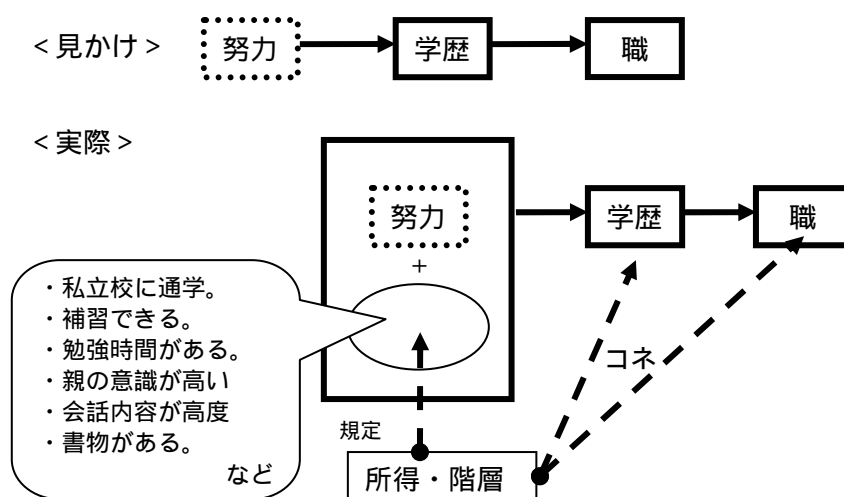 <見かけ>
努力
学歴
職
<実際>
努力
+
学歴
職
・私立校に通学。
・補習できる。
・勉強時間がある。
・親の意識が高い
・会話内容が高度
・書物がある。
など
コネ
規定
所得・階層